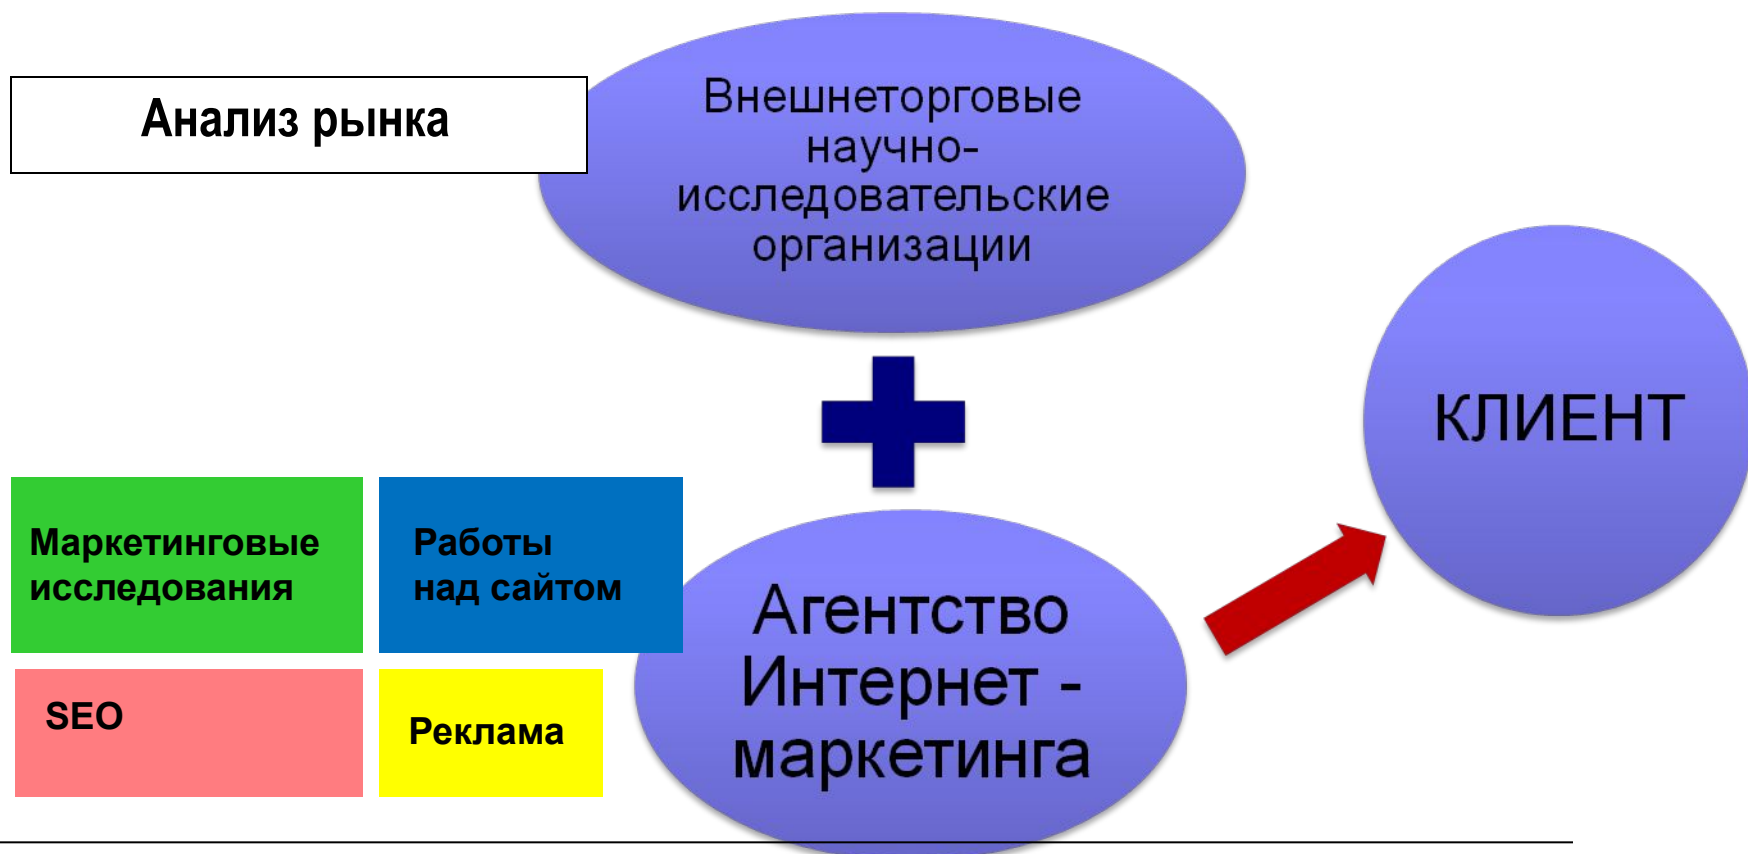 Анализ рынка
Внешнеторговые
научно-
исследовательские
организации
КЛИЕНТ
Маркетинговые
исследования
Работы
над сайтом
SEO
Реклама
Агентство
Интернет -
маркетинга